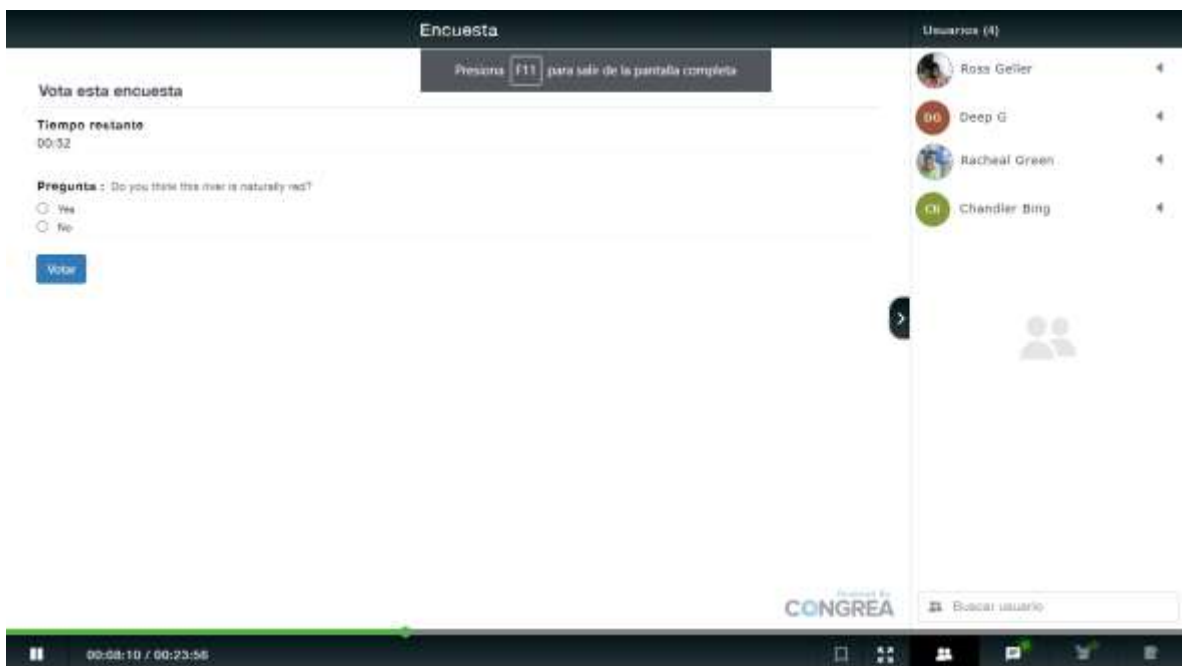 Encuesta
Usuarios (4)
Presiona F11 para salir de la pantalla completa
Vota esta encuesta
Tiempo restante
00:52
Pregunta : Do you think this river is naturally red?
Yes
No
Votar
Ross Geller
DG Deep G
Racheal Green
CB Chandler Bing
Powered By
CONGREA
Buscar usuario
00:08:10 / 00:23:56